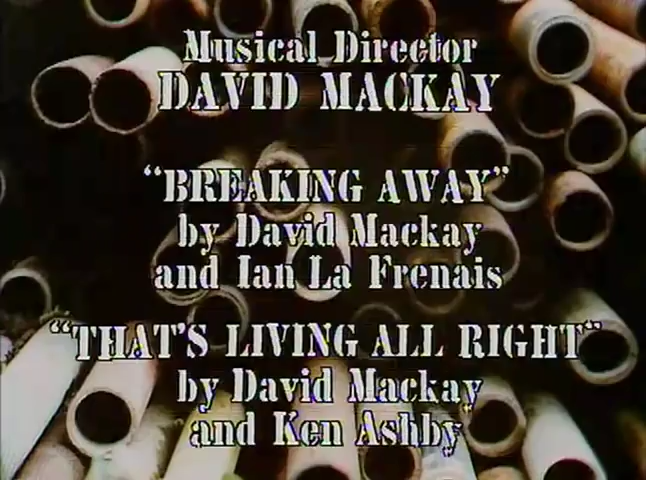 Musical Director
DAVID MACKAY
"BREAKING AWAY"
by David Mackay
and Ian La Frenais
"THAT'S LIVING ALL RIGHT"
by David Mackay
and Ken Ashby